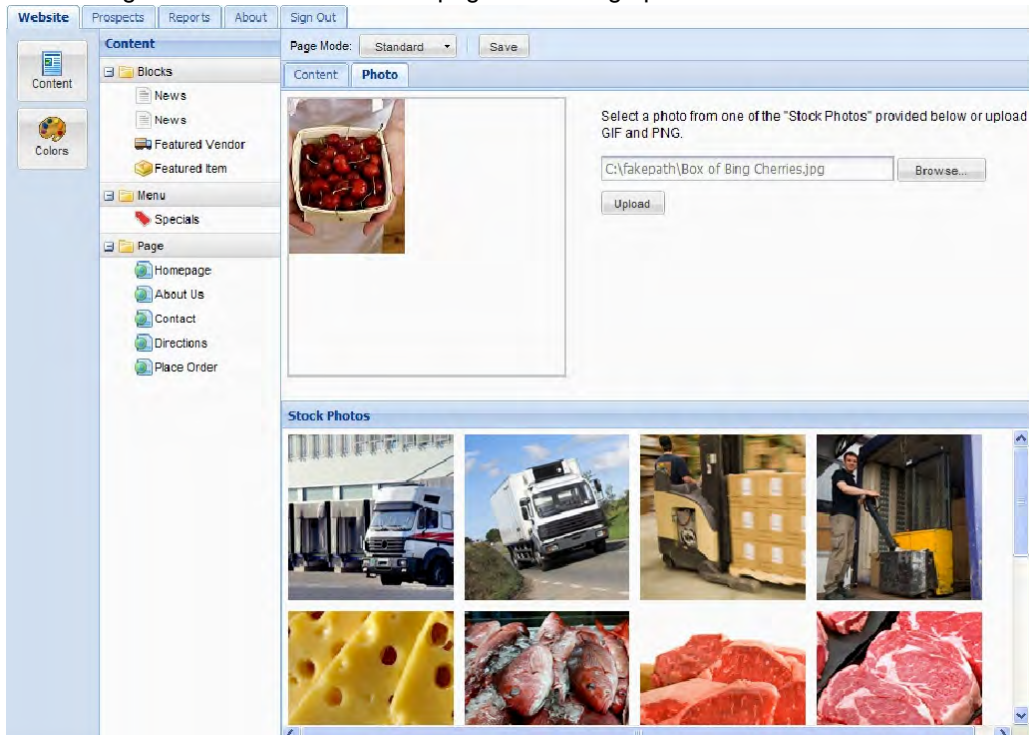 Website Prospects Reports About Sign Out
Content
Colors
Content
Blocks
News
News
Featured Vendor
Featured Item
Menu
Specials
Page
Homepage
About Us
Contact
Directions
Place Order
Page Mode: Standard Save
Content Photo
Select a photo from one of the "Stock Photos" provided below or upload
GIF and PNG.
C:\fakepath\Box of Bing Cherries.jpg Browse...
Upload
Stock Photos